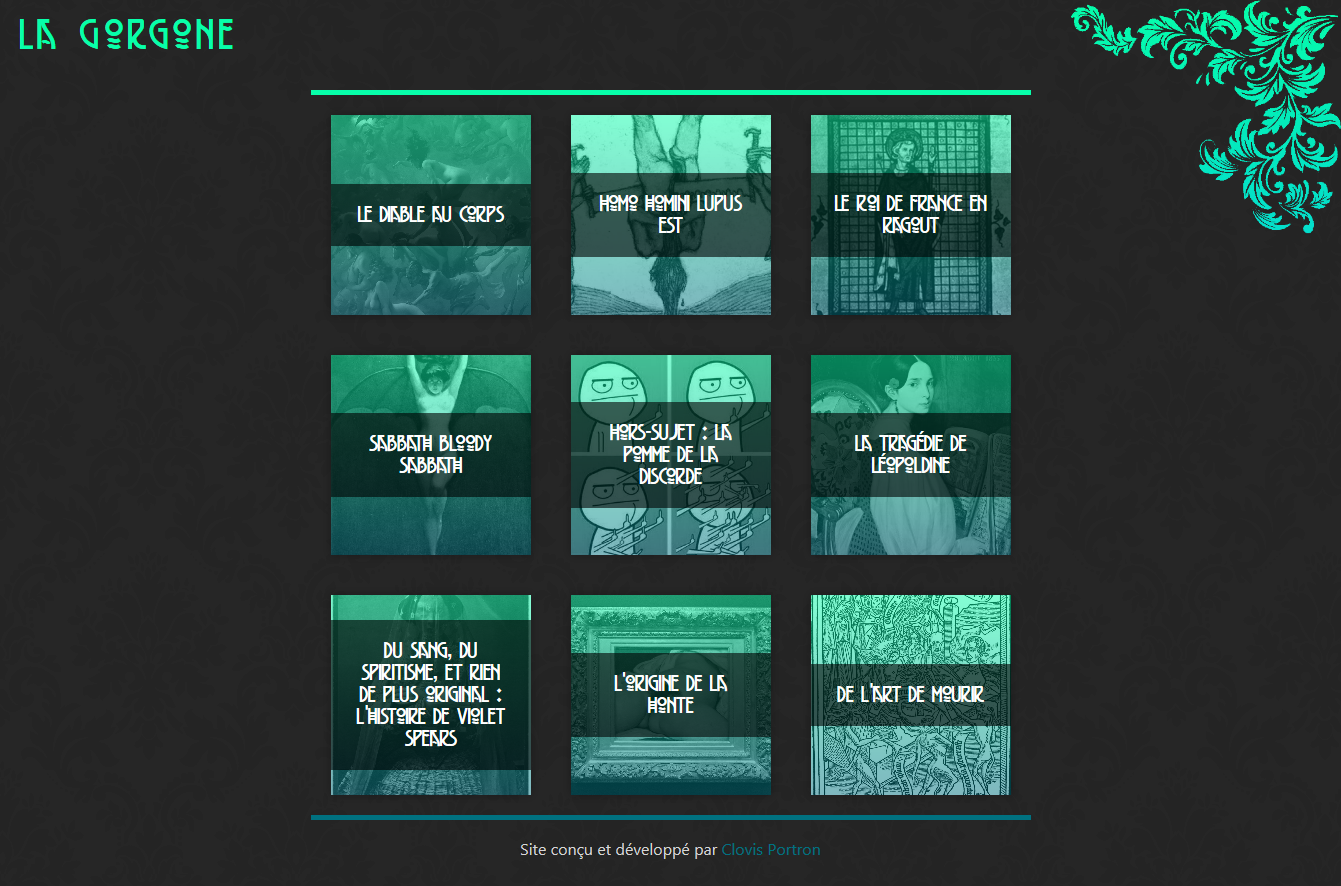 LA GORGONE
LE DIABLE AU CORPS
HOMO HOMINI LUPUS
EST
LE ROI DE FRANCE EN
RAGOUT
SABBATH BLOODY
SABBATH
HORS-SUJET : LA
POMME DE LA
DISCORDE
LA TRAGÉDIE DE
LÉOPOLDINE
DU SANG, DU
SPIRITISME, ET RIEN
DE PLUS ORIGINAL :
L'HISTOIRE DE VIOLET
SPEARS
L'ORIGINE DE LA
HONTE
DE L'ART DE MOURIR
Site conçu et développé par Clovis Portron